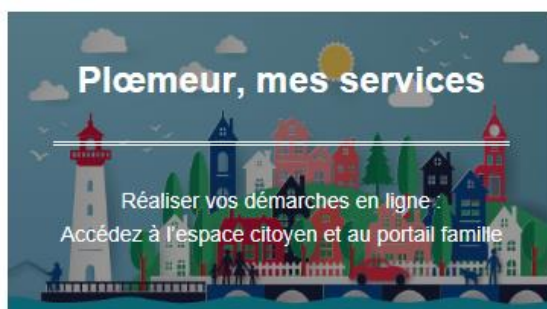 Plœmeur, mes services
Réaliser vos démarches en ligne :
Accédez à l'espace citoyen et au portail famille